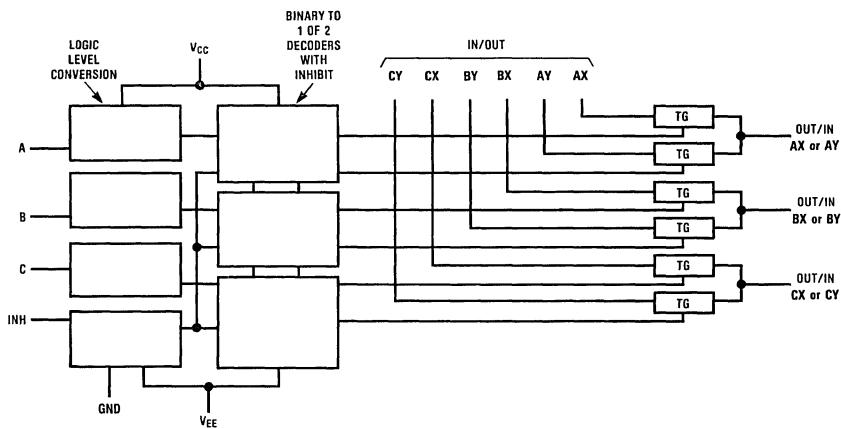 LOGIC
LEVEL
CONVERSION
VCC
BINARY TO
1 OF 2
DECODERS
WITH
INHIBIT
IN/OUT
CY CX BY BX AY AX
A
B
C
INH
GND
VEE
TG
TG
TG
TG
TG
TG
OUT/IN
AX or AY
OUT/IN
BX or BY
OUT/IN
CX or CY